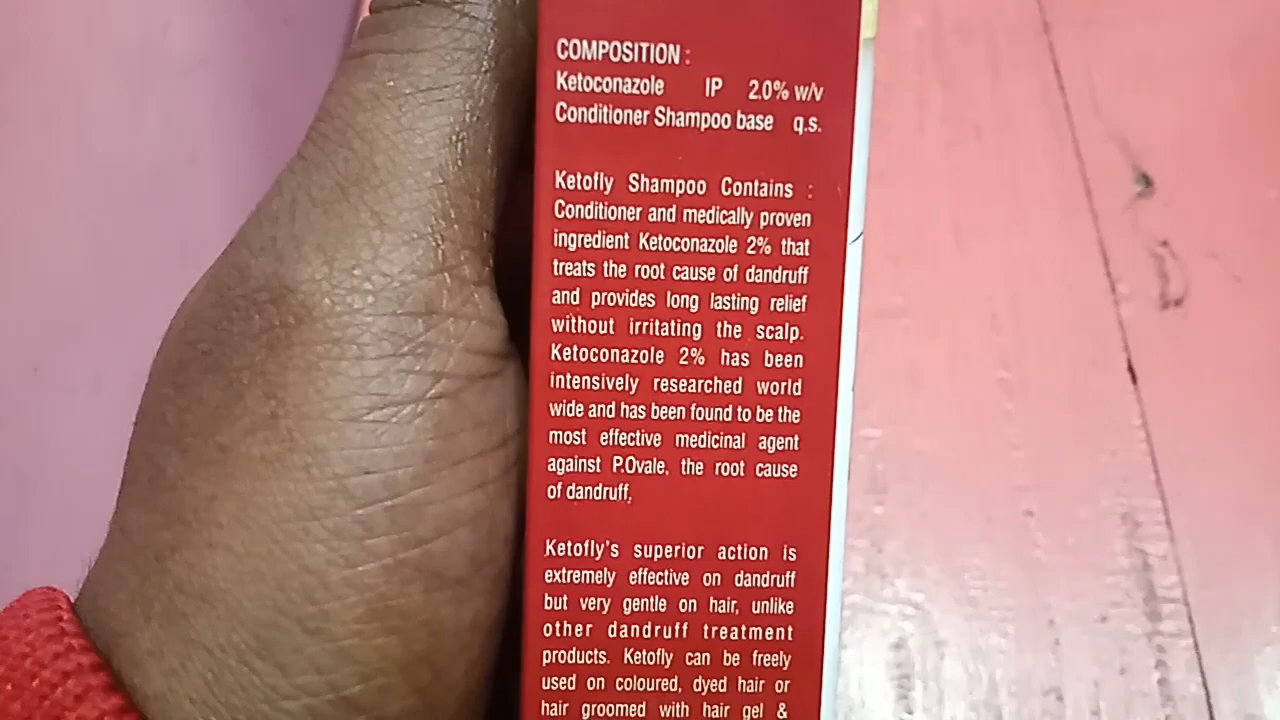 COMPOSITION :
Ketoconazole IP 2.0% w/v
Conditioner Shampoo base q.s.
Ketofly Shampoo Contains :
Conditioner and medically proven
ingredient Ketoconazole 2% that
treats the root cause of dandruff
and provides long lasting relief
without irritating the scalp.
Ketoconazole 2% has been
intensively researched world
wide and has been found to be the
most effective medicinal agent
against P.Ovale, the root cause
of dandruff.
Ketofly's superior action is
extremely effective on dandruff
but very gentle on hair, unlike
other dandruff treatment
products. Ketofly can be freely
used on coloured, dyed hair or
hair groomed with hair gel &